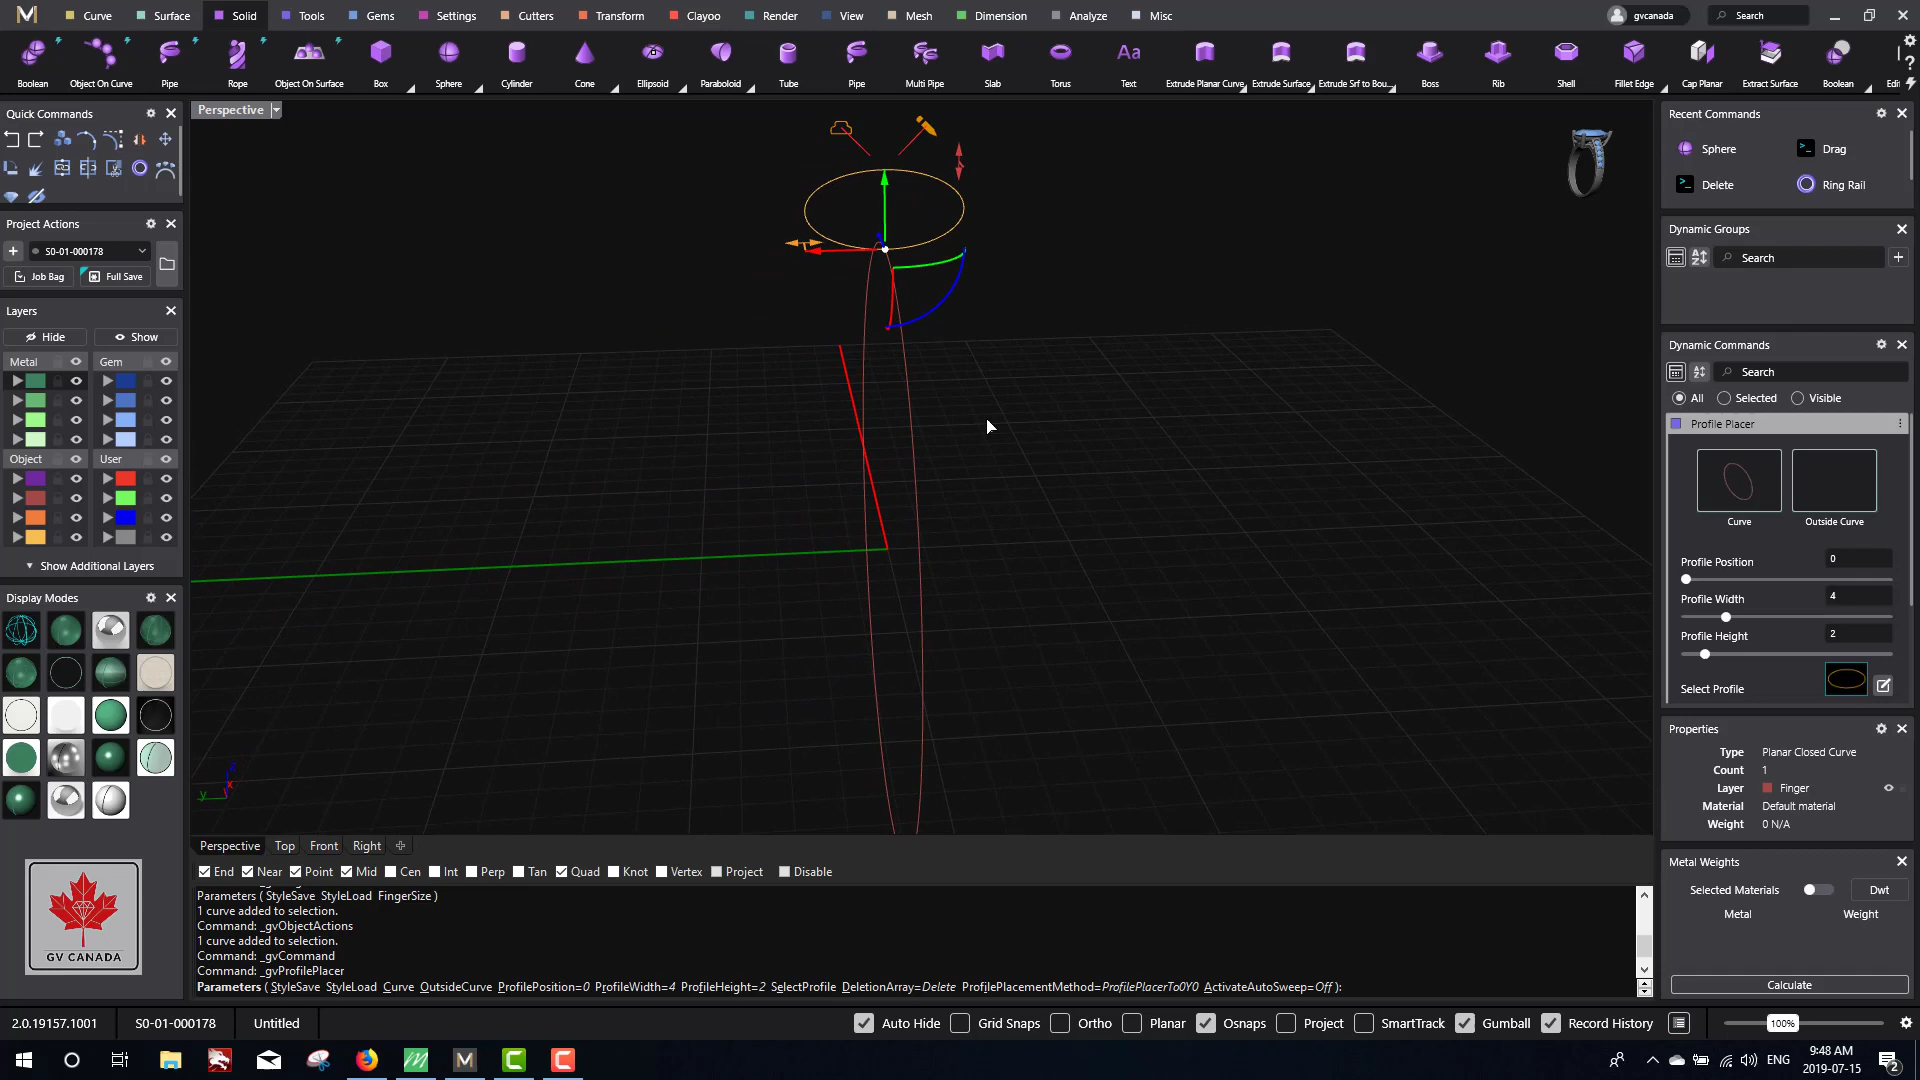 Curve Surface Solid Tools Gems Settings Cutters Transform Clayoo Render View Mesh Dimension Analyze Misc gvcanada Search
Boolean Object On Curve Pipe Rope Object On Surface Box Sphere Cylinder Cone Ellipsoid Paraboloid Tube Pipe Multi Pipe Slab Torus Text Extrude Planar Curve Extrude Surface Extrude Srf to Bou... Boss Rib Shell Fillet Edge Cap Planar Extract Surface Boolean Edi
Quick Commands
Project Actions
S0-01-000178
Job Bag Full Save
Layers
Hide Show
Metal Gem
Object User
Show Additional Layers
Display Modes
GV CANADA
Perspective
Perspective Top Front Right
End Near Point Mid Cen Int Perp Tan Quad Knot Vertex Project Disable
Parameters ( StyleSave StyleLoad FingerSize )
1 curve added to selection.
Command: _gvObjectActions
1 curve added to selection.
Command: _gvCommand
Command: _gvProfilePlacer
Parameters ( StyleSave StyleLoad Curve OutsideCurve ProfilePosition=0 ProfileWidth=4 ProfileHeight=2 SelectProfile DeletionArray=Delete ProfilePlacementMethod=ProfilePlacerTo0Y0 ActivateAutoSweep=Off ):
Recent Commands
Sphere Drag
Delete Ring Rail
Dynamic Groups
Search
Dynamic Commands
Search
All Selected Visible
Profile Placer
Curve Outside Curve
Profile Position 0
Profile Width 4
Profile Height 2
Select Profile
Properties
Type Planar Closed Curve
Count 1
Layer Finger
Material Default material
Weight 0 N/A
Metal Weights
Selected Materials Dwt
Metal Weight
Calculate
2.0.19157.1001 S0-01-000178 Untitled Auto Hide Grid Snaps Ortho Planar Osnaps Project SmartTrack Gumball Record History 100%
ENG 9:48 AM
2019-07-15
2